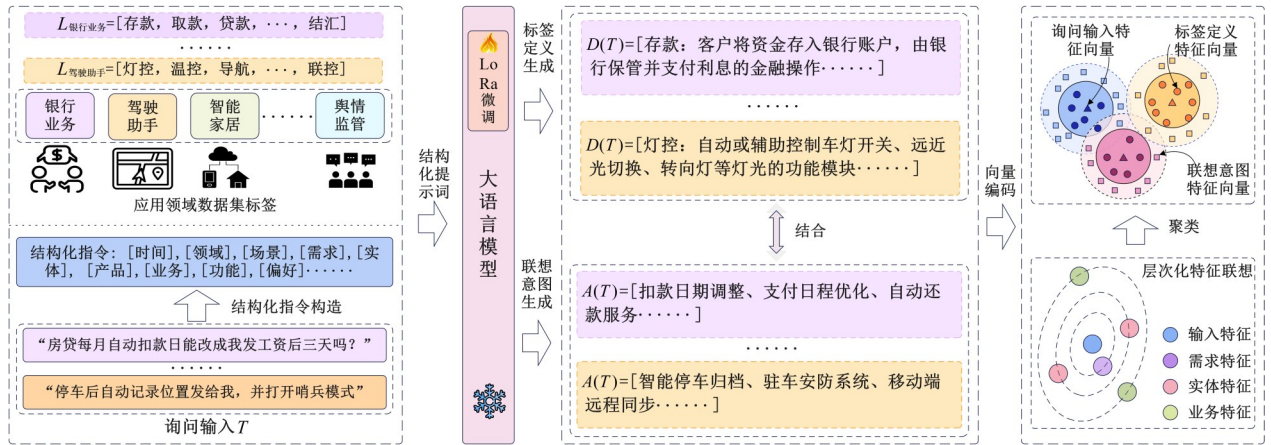 L银行业务=[存款，取款，贷款，···，结汇]
······
L驾驶助手=[灯控，温控，导航，···，联控]
银行
业务
驾驶
助手
智能
家居
······
舆情
监管
应用领域数据集标签
结构化指令：[时间],[领域],[场景],[需求],[实
体]，[产品],[业务],[功能],[偏好]······
结构化指令构造
“房贷每月自动扣款日能改成我发工资后三天吗？”
······
“停车后自动记录位置发给我，并打开哨兵模式”
询问输入T
结构
化提
示词
Lo
Ra
微
调
大
语
言
模
型
标签
定义
生成
联想
意图
生成
D(T)=[存款：客户将资金存入银行账户，由银
行保管并支付利息的金融操作······]
······
D(T)=[灯控：自动或辅助控制车灯开关、远近
光切换、转向灯等灯光的功能模块······]
结合
A(T)=[扣款日期调整、支付日程优化、自动还
款服务······]
······
A(T)=[智能停车归档、驻车安防系统、移动端
远程同步······]
向量
编码
询问输入特
征向量
标签定义
特征向量
联想意图
特征向量
聚类
层次化特征联想
输入特征
需求特征
实体特征
业务特征